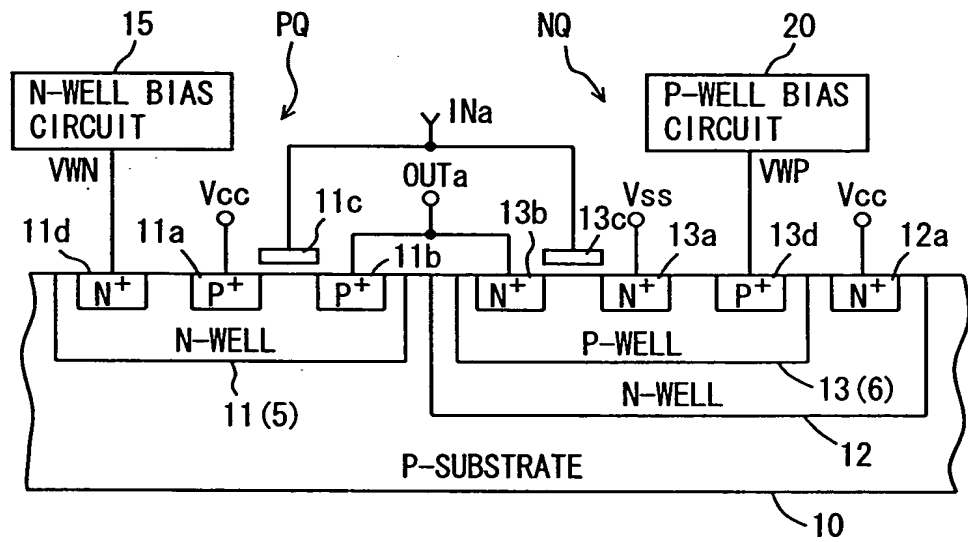 15
PQ
NQ
20
N-WELL BIAS
CIRCUIT
P-WELL BIAS
CIRCUIT
INa
VWN
OUTa
VWP
Vcc
Vss
Vcc
11d
11a
11c
11b
13b
13c
13a
13d
12a
N+
P+
P+
N+
N+
P+
N+
N-WELL
P-WELL
11(5)
N-WELL
13(6)
P-SUBSTRATE
12
10